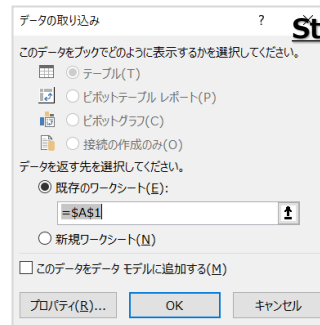 データの取り込み ? St
このデータをブックでどのように表示するかを選択してください。
テーブル(T)
ピボットテーブル レポート(P)
ピボットグラフ(C)
接続の作成のみ(O)
データを返す先を選択してください。
既存のワークシート(E):
=$A$1
新規ワークシート(N)
このデータをデータ モデルに追加する(M)
プロパティ(R)... OK キャンセル